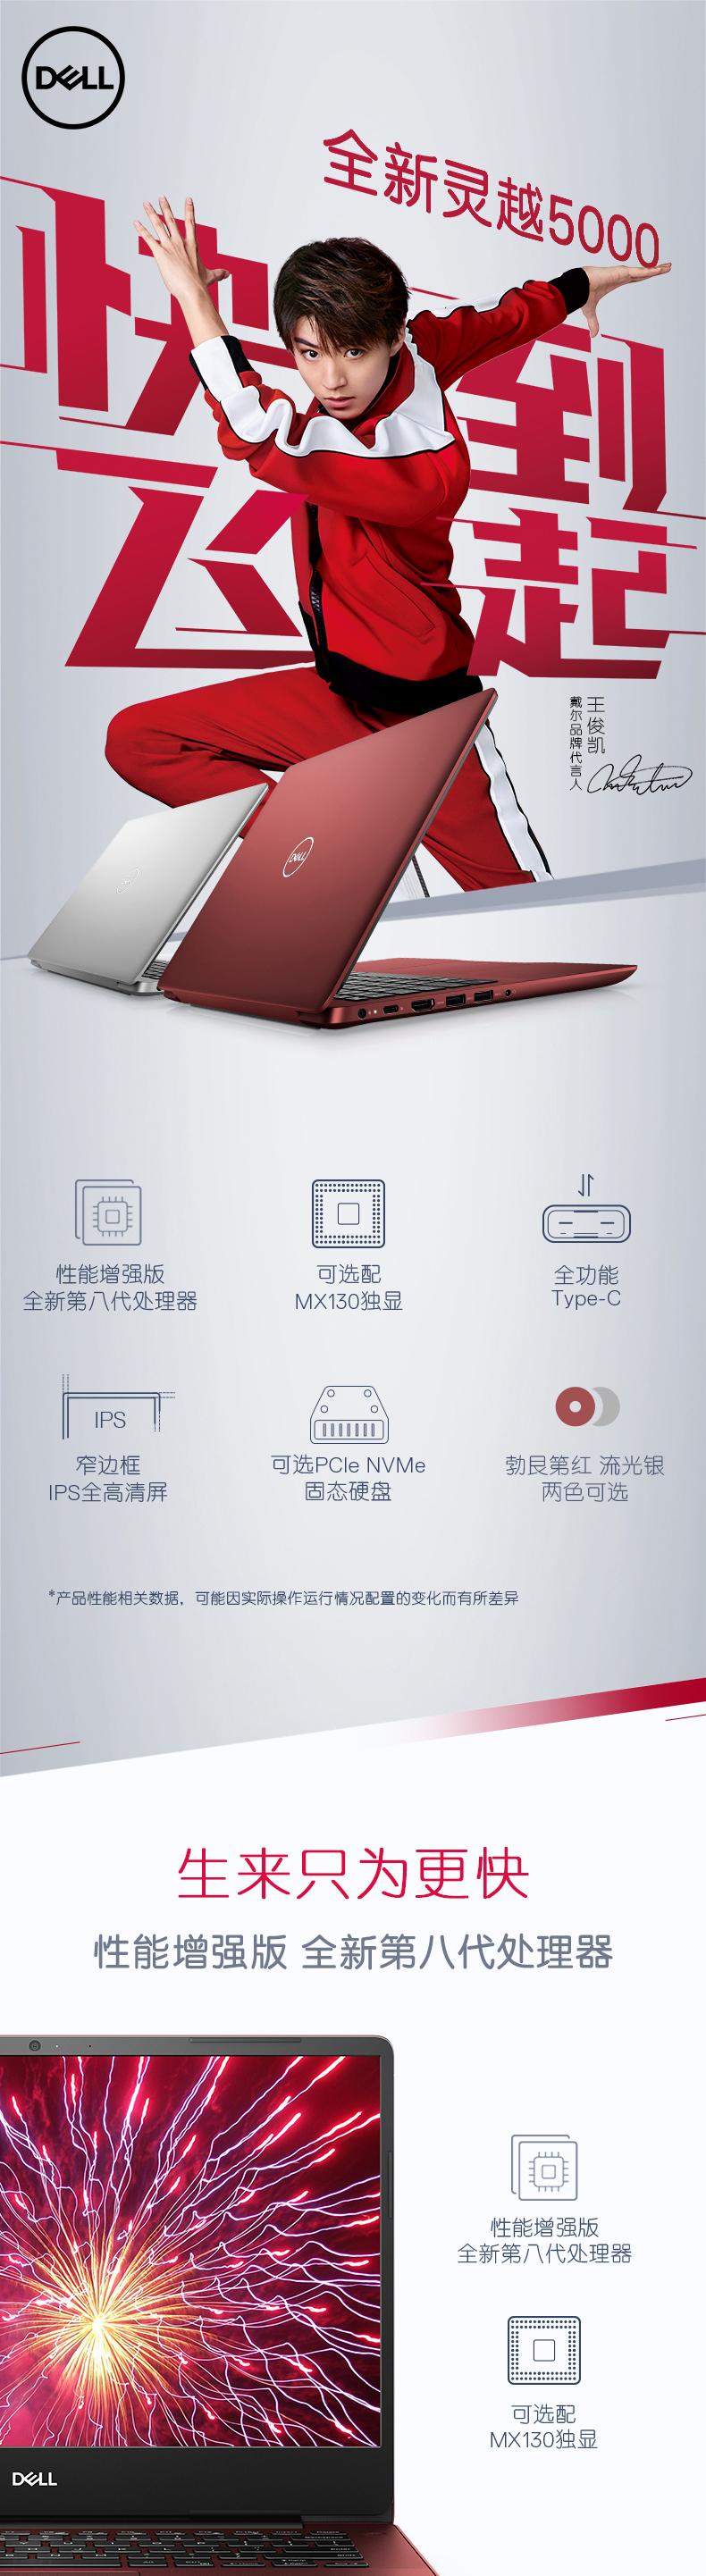 DELL
全新灵越5000
快到
飞起
王俊凯
戴尔品牌代言人
DELL
性能增强版
全新第八代处理器
可选配
MX130独显
全功能
Type-C
IPS
窄边框
IPS全高清屏
可选PCIe NVMe
固态硬盘
勃艮第红 流光银
两色可选
*产品性能相关数据，可能因实际操作运行情况配置的变化而有所差异
生来只为更快
性能增强版 全新第八代处理器
性能增强版
全新第八代处理器
可选配
MX130独显
DELL